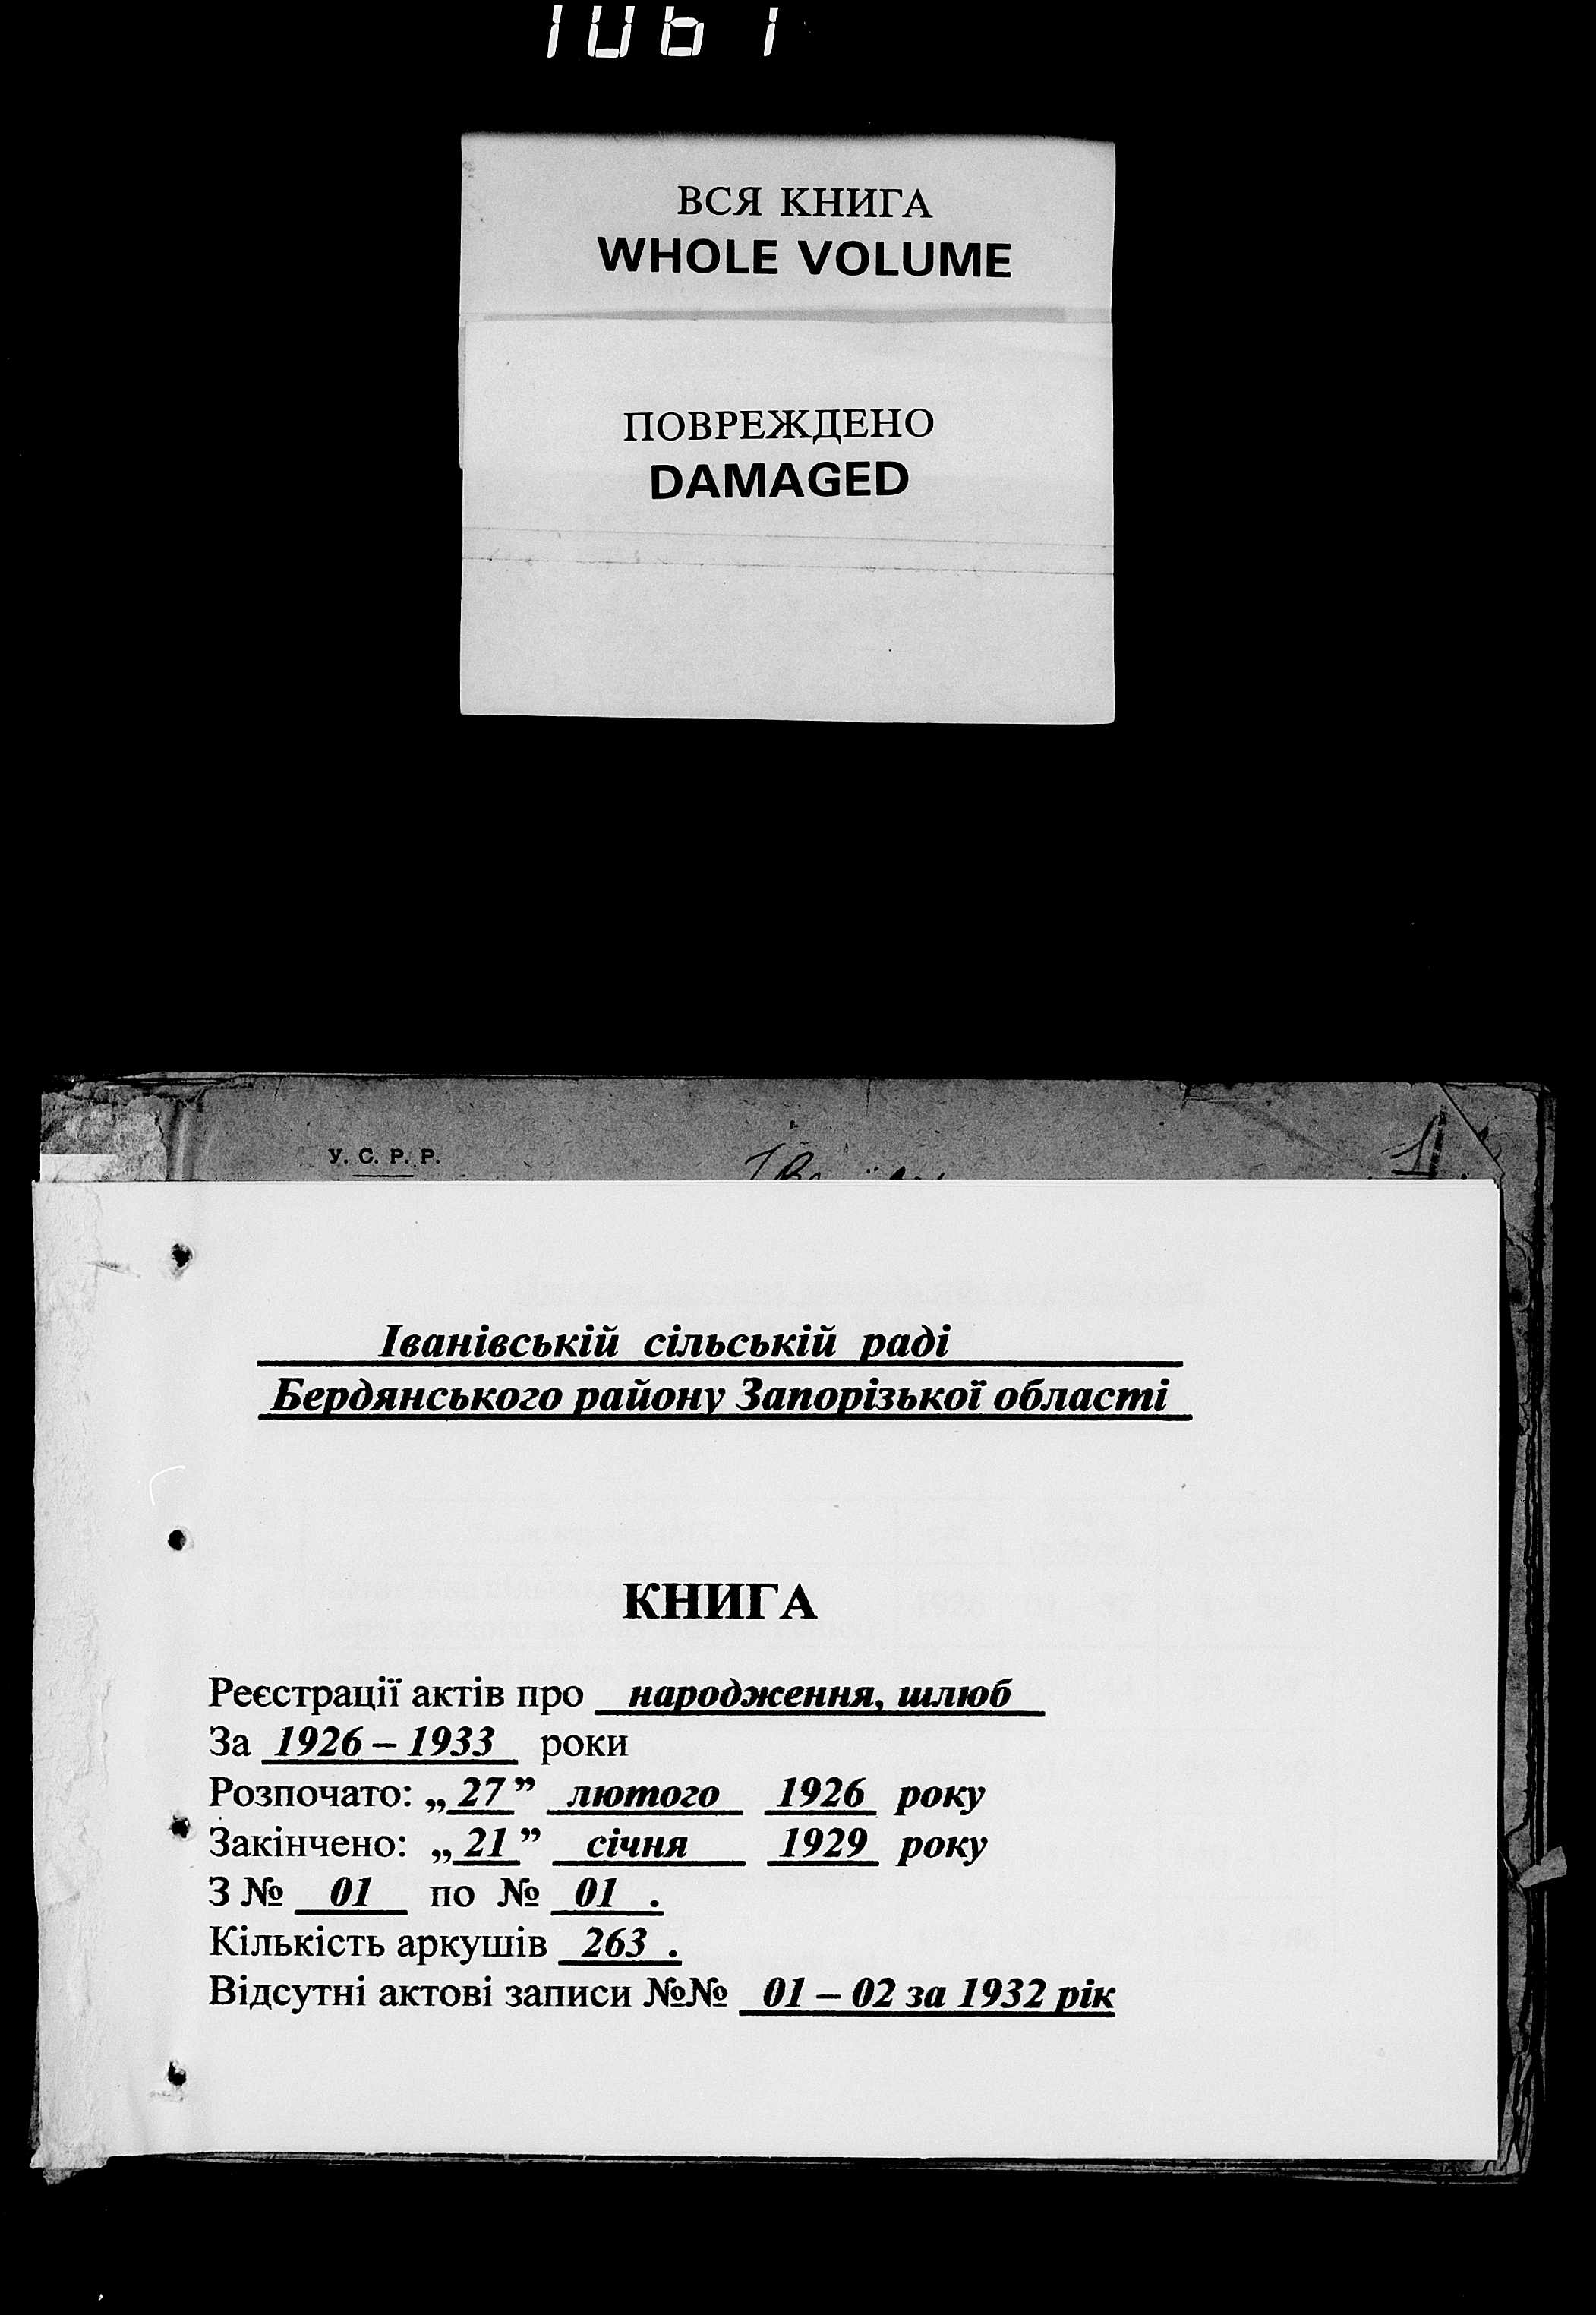 1061
ВСЯ КНИГА
WHOLE VOLUME
ПОВРЕЖДЕНО
DAMAGED
У. С. Р. Р.
1
Іванівській сільській раді
Бердянського району Запорізької області
КНИГА
Реєстрації актів про народження, шлюб
За 1926 – 1933 роки
Розпочато: „ 27 ” лютого 1926 року
Закінчено: „ 21 ” січня 1929 року
З № 01 по № 01 .
Кількість аркушів 263 .
Відсутні актові записи №№ 01 – 02 за 1932 рік